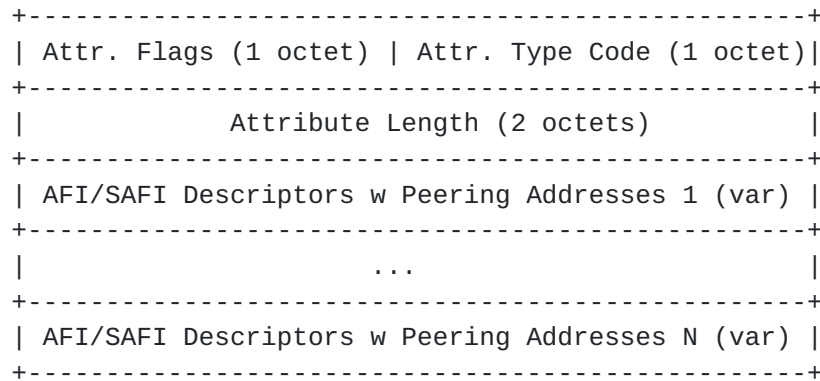 +--------------------------------------------------+
| Attr. Flags (1 octet) | Attr. Type Code (1 octet)|
+--------------------------------------------------+
|            Attribute Length (2 octets)           |
+--------------------------------------------------+
| AFI/SAFI Descriptors w Peering Addresses 1 (var) |
+--------------------------------------------------+
|                     ...                          |
+--------------------------------------------------+
| AFI/SAFI Descriptors w Peering Addresses N (var) |
+--------------------------------------------------+